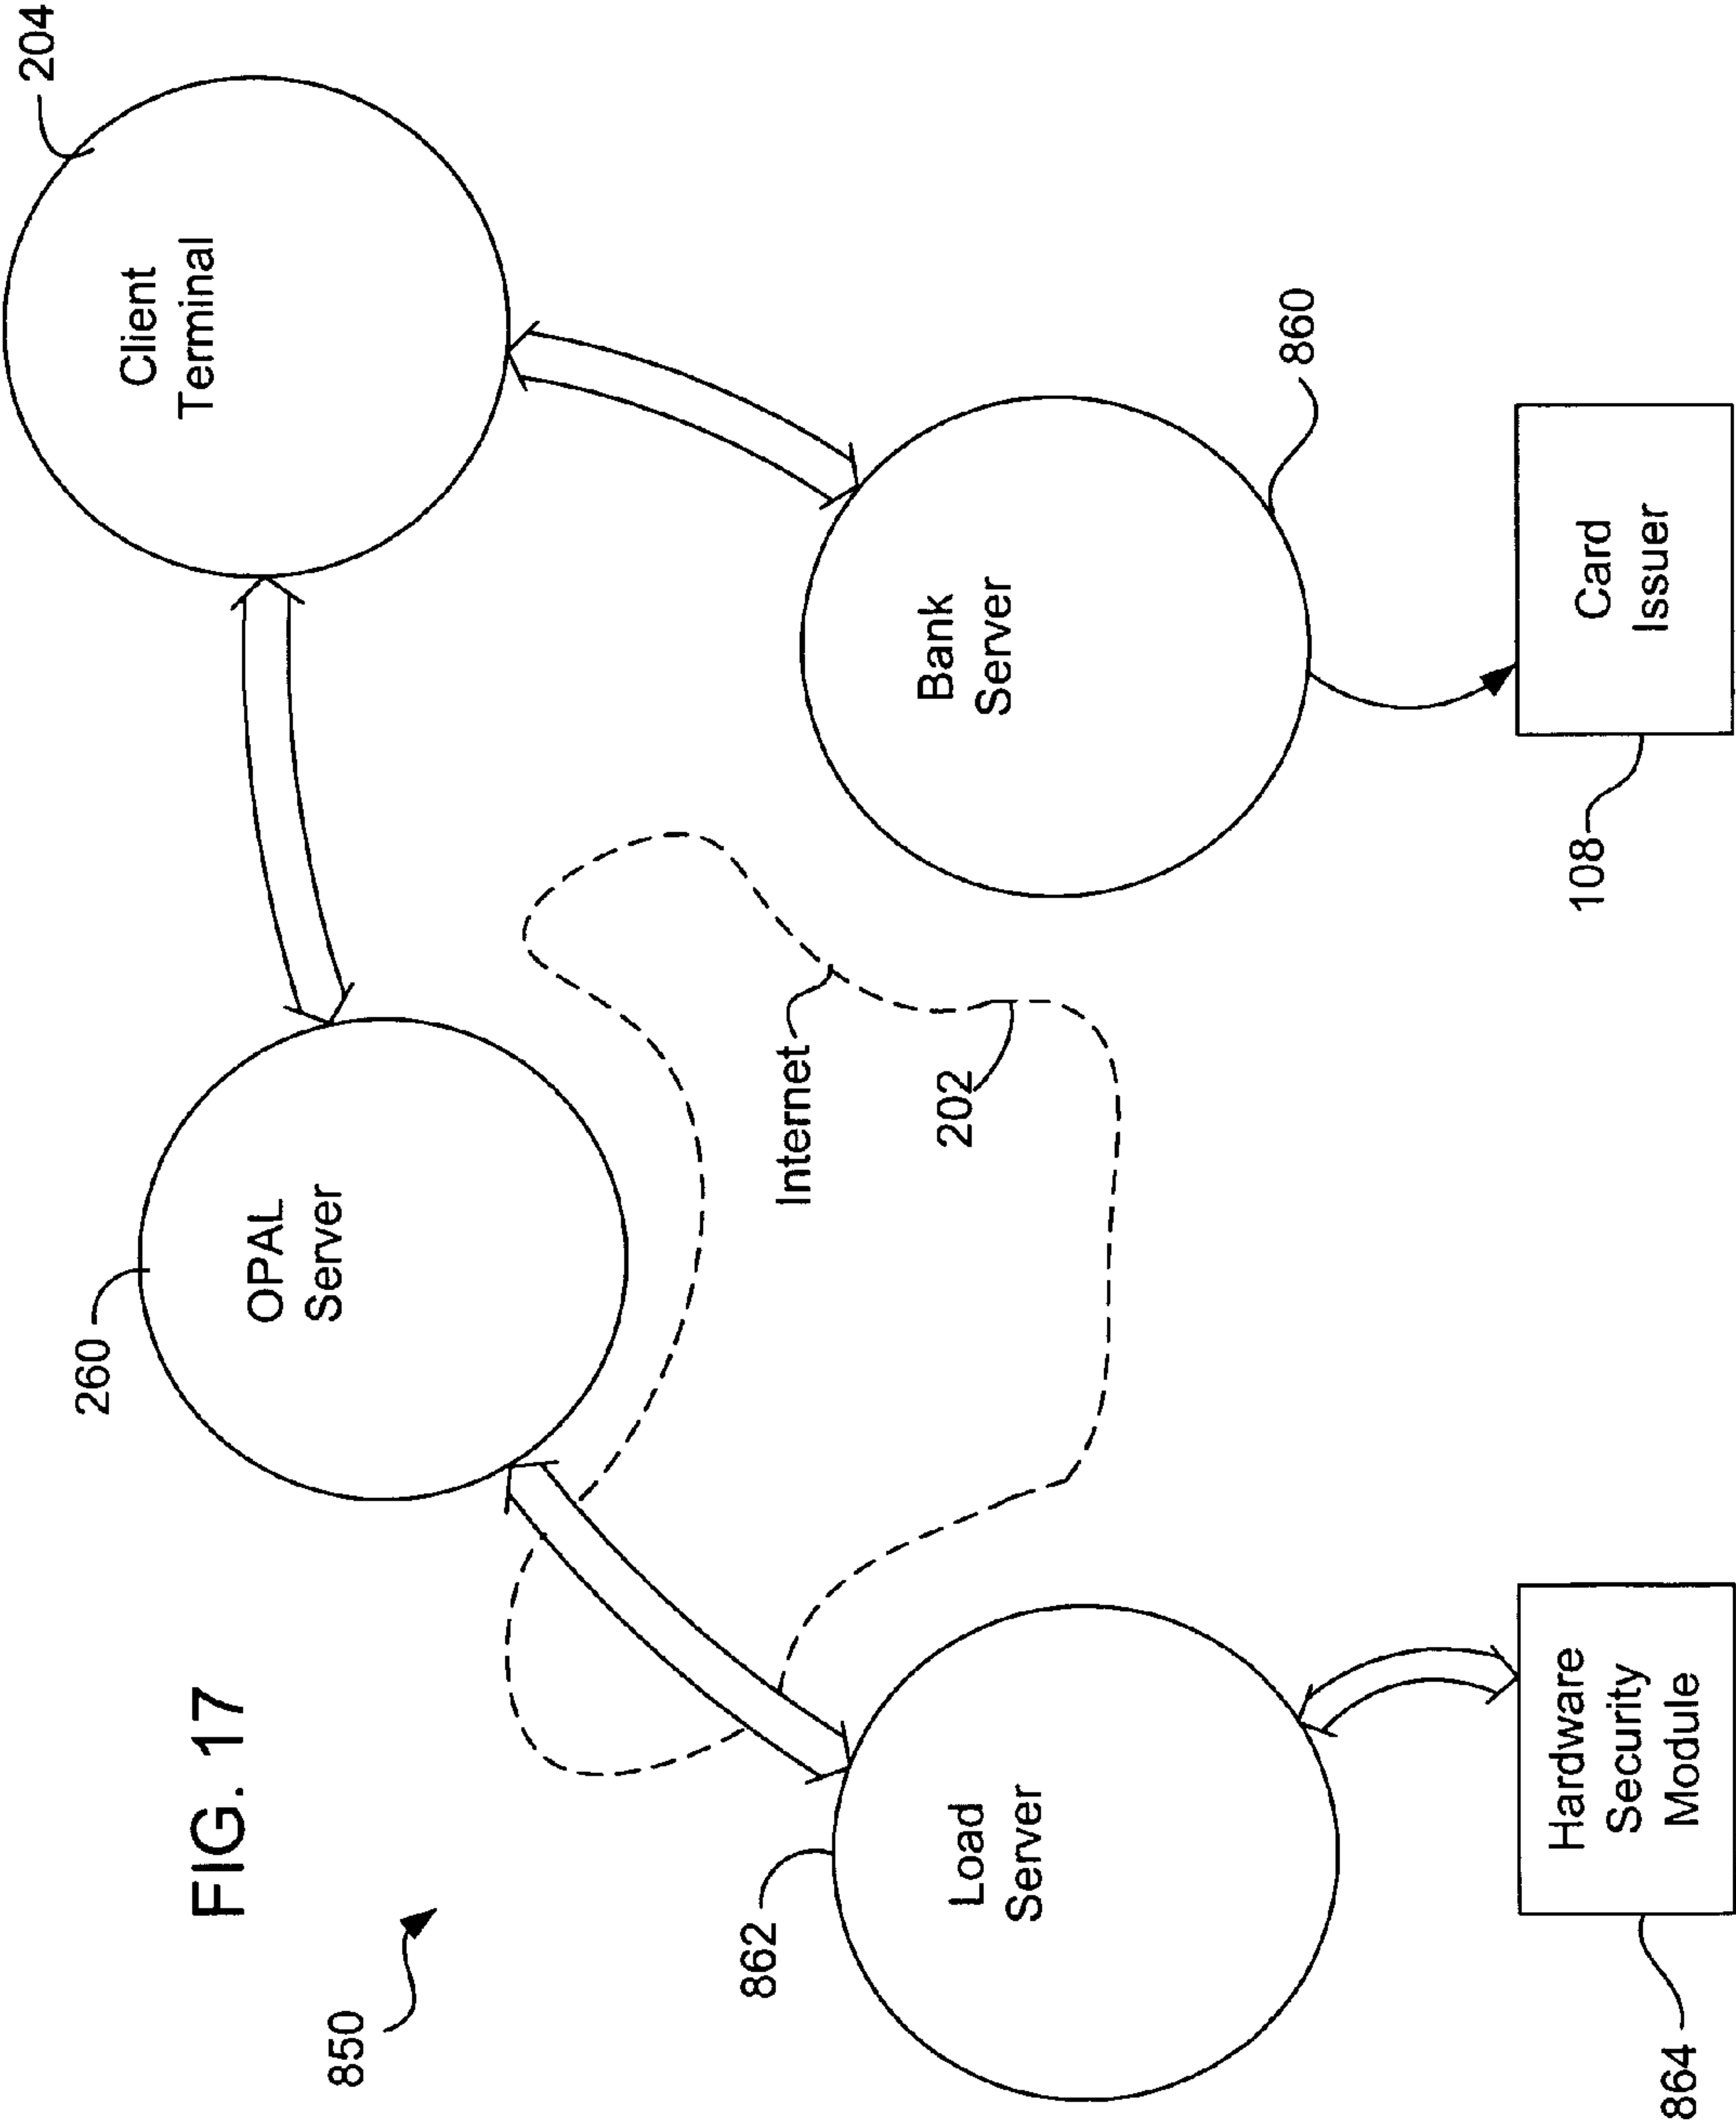 FIG. 17
850
204
260
Client
Terminal
OPAL
Server
862
Internet
202
Load
Server
Bank
Server
860
Hardware
Security
Module
864
108
Card
Issuer